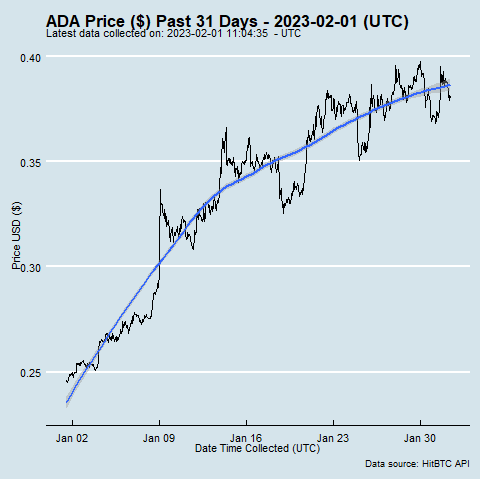 ADA Price ($) Past 31 Days - 2023-02-01 (UTC)
Latest data collected on: 2023-02-01 11:04:35 - UTC
0.40
0.35
0.30
0.25
Price USD ($)
Jan 02 Jan 09 Jan 16 Jan 23 Jan 30
Date Time Collected (UTC)
Data source: HitBTC API